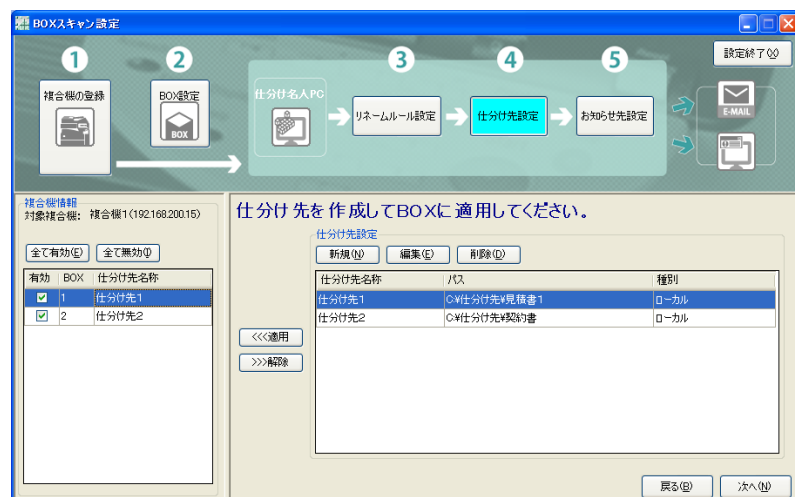 BOXスキャン設定
設定終了(X)
1
2
3
4
5
複合機の登録
BOX設定
BOX
仕分け名人PC
リネームルール設定
仕分け先設定
お知らせ先設定
E-MAIL
複合機情報
対象複合機: 複合機1(192.168.200.15)
全て有効(E) 全て無効(I)
有効 BOX 仕分け先名称
1 仕分け先1
2 仕分け先2
仕分け先を作成してBOXに適用してください。
<<<適用
>>>解除
仕分け先設定
新規(N) 編集(E) 削除(D)
仕分け先名称 パス 種別
仕分け先1 C:¥仕分け先¥見積書1 ローカル
仕分け先2 C:¥仕分け先¥契約書 ローカル
戻る(B) 次へ(N)